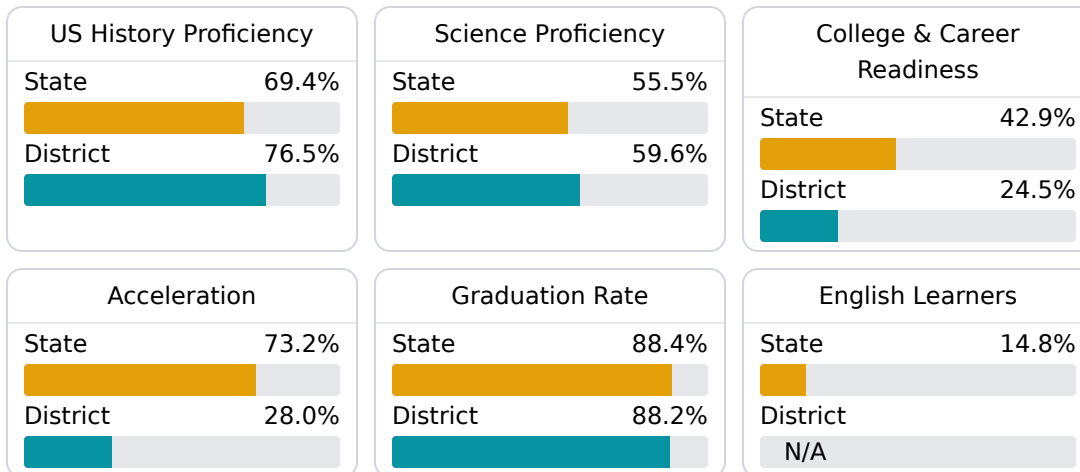 US History Proficiency
State 69.4%
District 76.5%
Science Proficiency
State 55.5%
District 59.6%
College & Career
Readiness
State 42.9%
District 24.5%
Acceleration
State 73.2%
District 28.0%
Graduation Rate
State 88.4%
District 88.2%
English Learners
State 14.8%
District
N/A